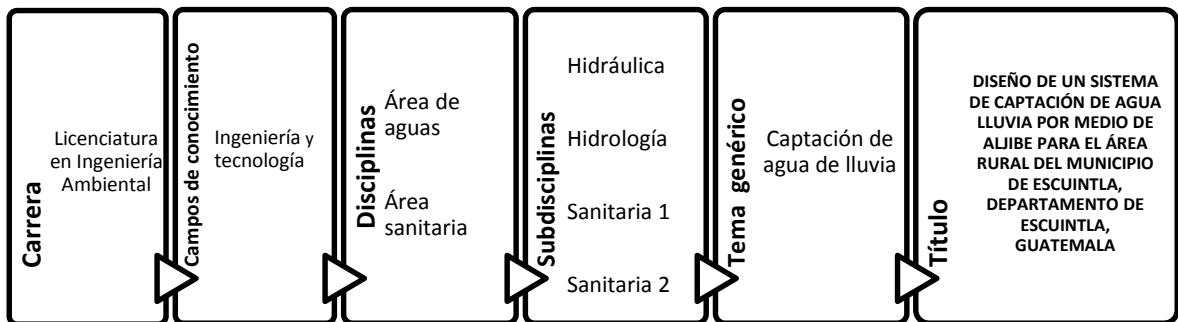 Carrera
Licenciatura
en Ingeniería
Ambiental
Campos de conocimiento
Ingeniería y
tecnología
Disciplinas
Área de
aguas
Área
sanitaria
Subdisciplinas
Hidráulica
Hidrología
Sanitaria 1
Sanitaria 2
Tema genérico
Captación de
agua de lluvia
Título
DISEÑO DE UN SISTEMA
DE CAPTACIÓN DE AGUA
LLUVIA POR MEDIO DE
ALJIBE PARA EL ÁREA
RURAL DEL MUNICIPIO
DE ESCUINTLA,
DEPARTAMENTO DE
ESCUINTLA,
GUATEMALA